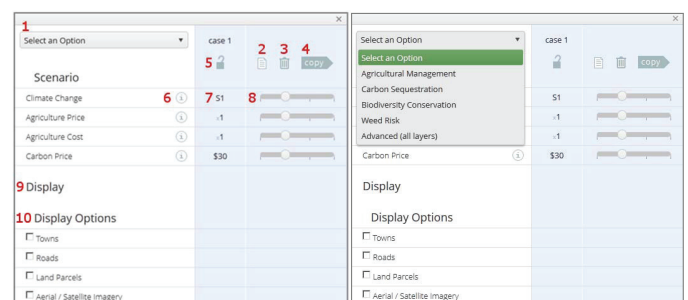 1
Select an Option ▼ case 1
2 3 4
5 copy
Scenario
Climate Change 6 i 7 S1 8
Agriculture Price i x1
Agriculture Cost i x1
Carbon Price i $30
9 Display
10 Display Options
Towns
Roads
Land Parcels
Aerial / Satellite Imagery
×
Select an Option ▼ case 1
Select an Option
copy
Agricultural Management
Carbon Sequestration
Biodiversity Conservation S1
Weed Risk x1
Advanced (all layers) x1
Carbon Price i $30
Display
Display Options
Towns
Roads
Land Parcels
Aerial / Satellite Imagery